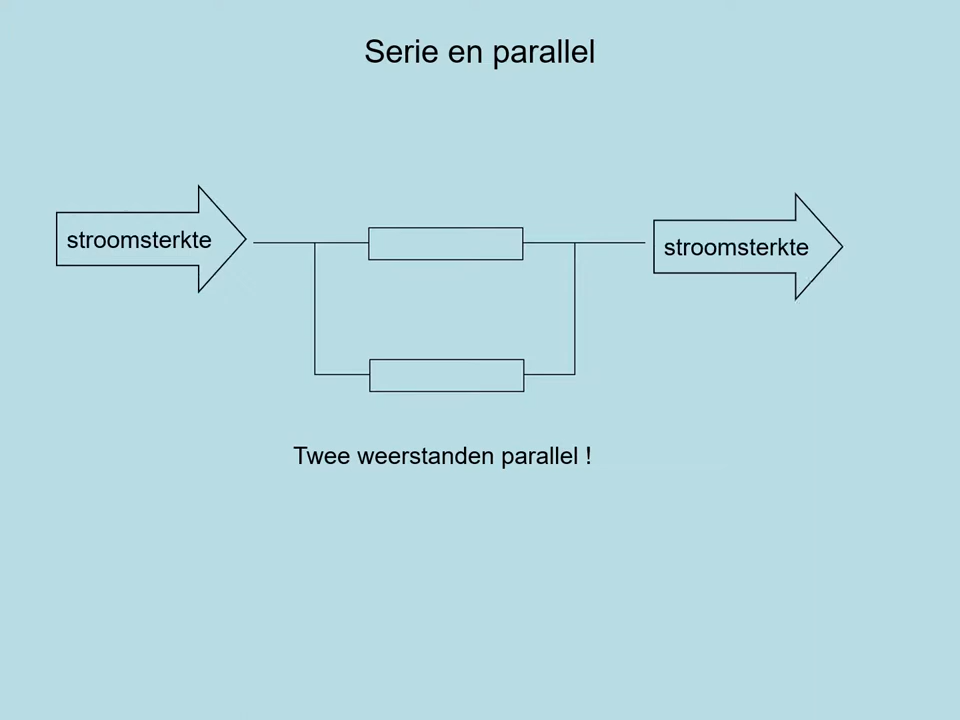 Serie en parallel
stroomsterkte
stroomsterkte
Twee weerstanden parallel !